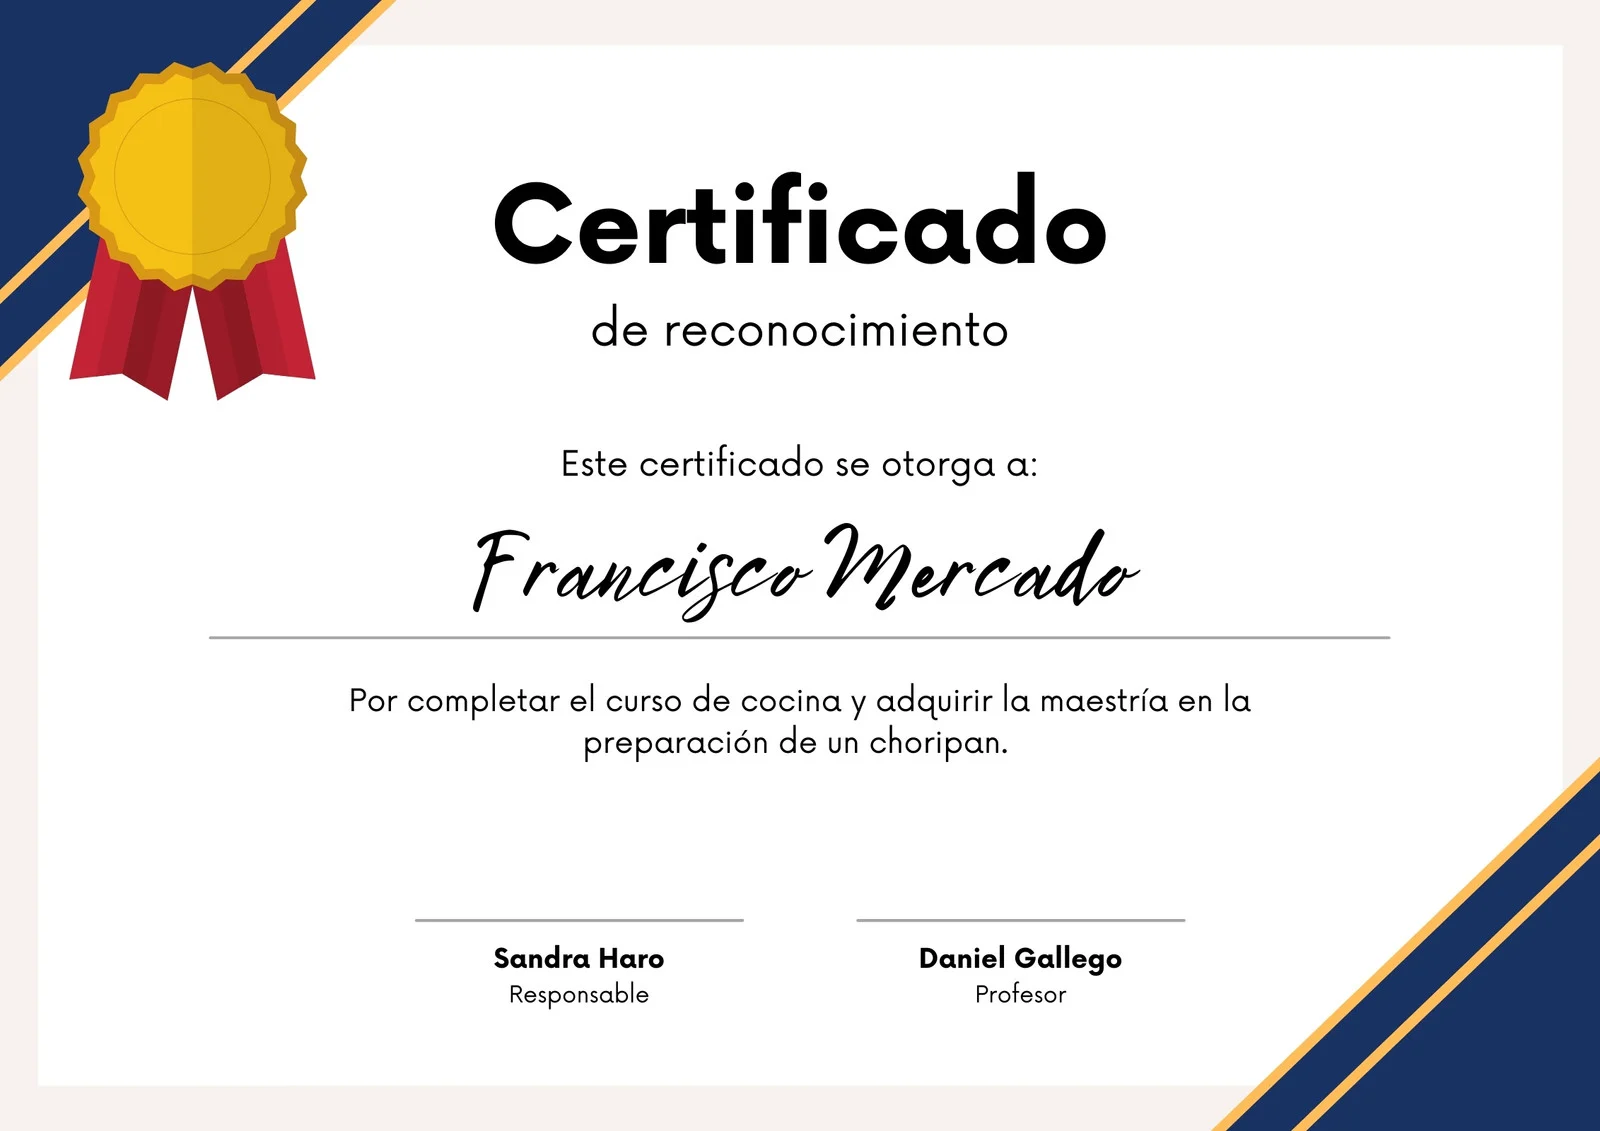 Certificado
de reconocimiento
Este certificado se otorga a:
Francisco Mercado
Por completar el curso de cocina y adquirir la maestría en la
preparación de un choripan.
Sandra Haro
Responsable
Daniel Gallego
Profesor